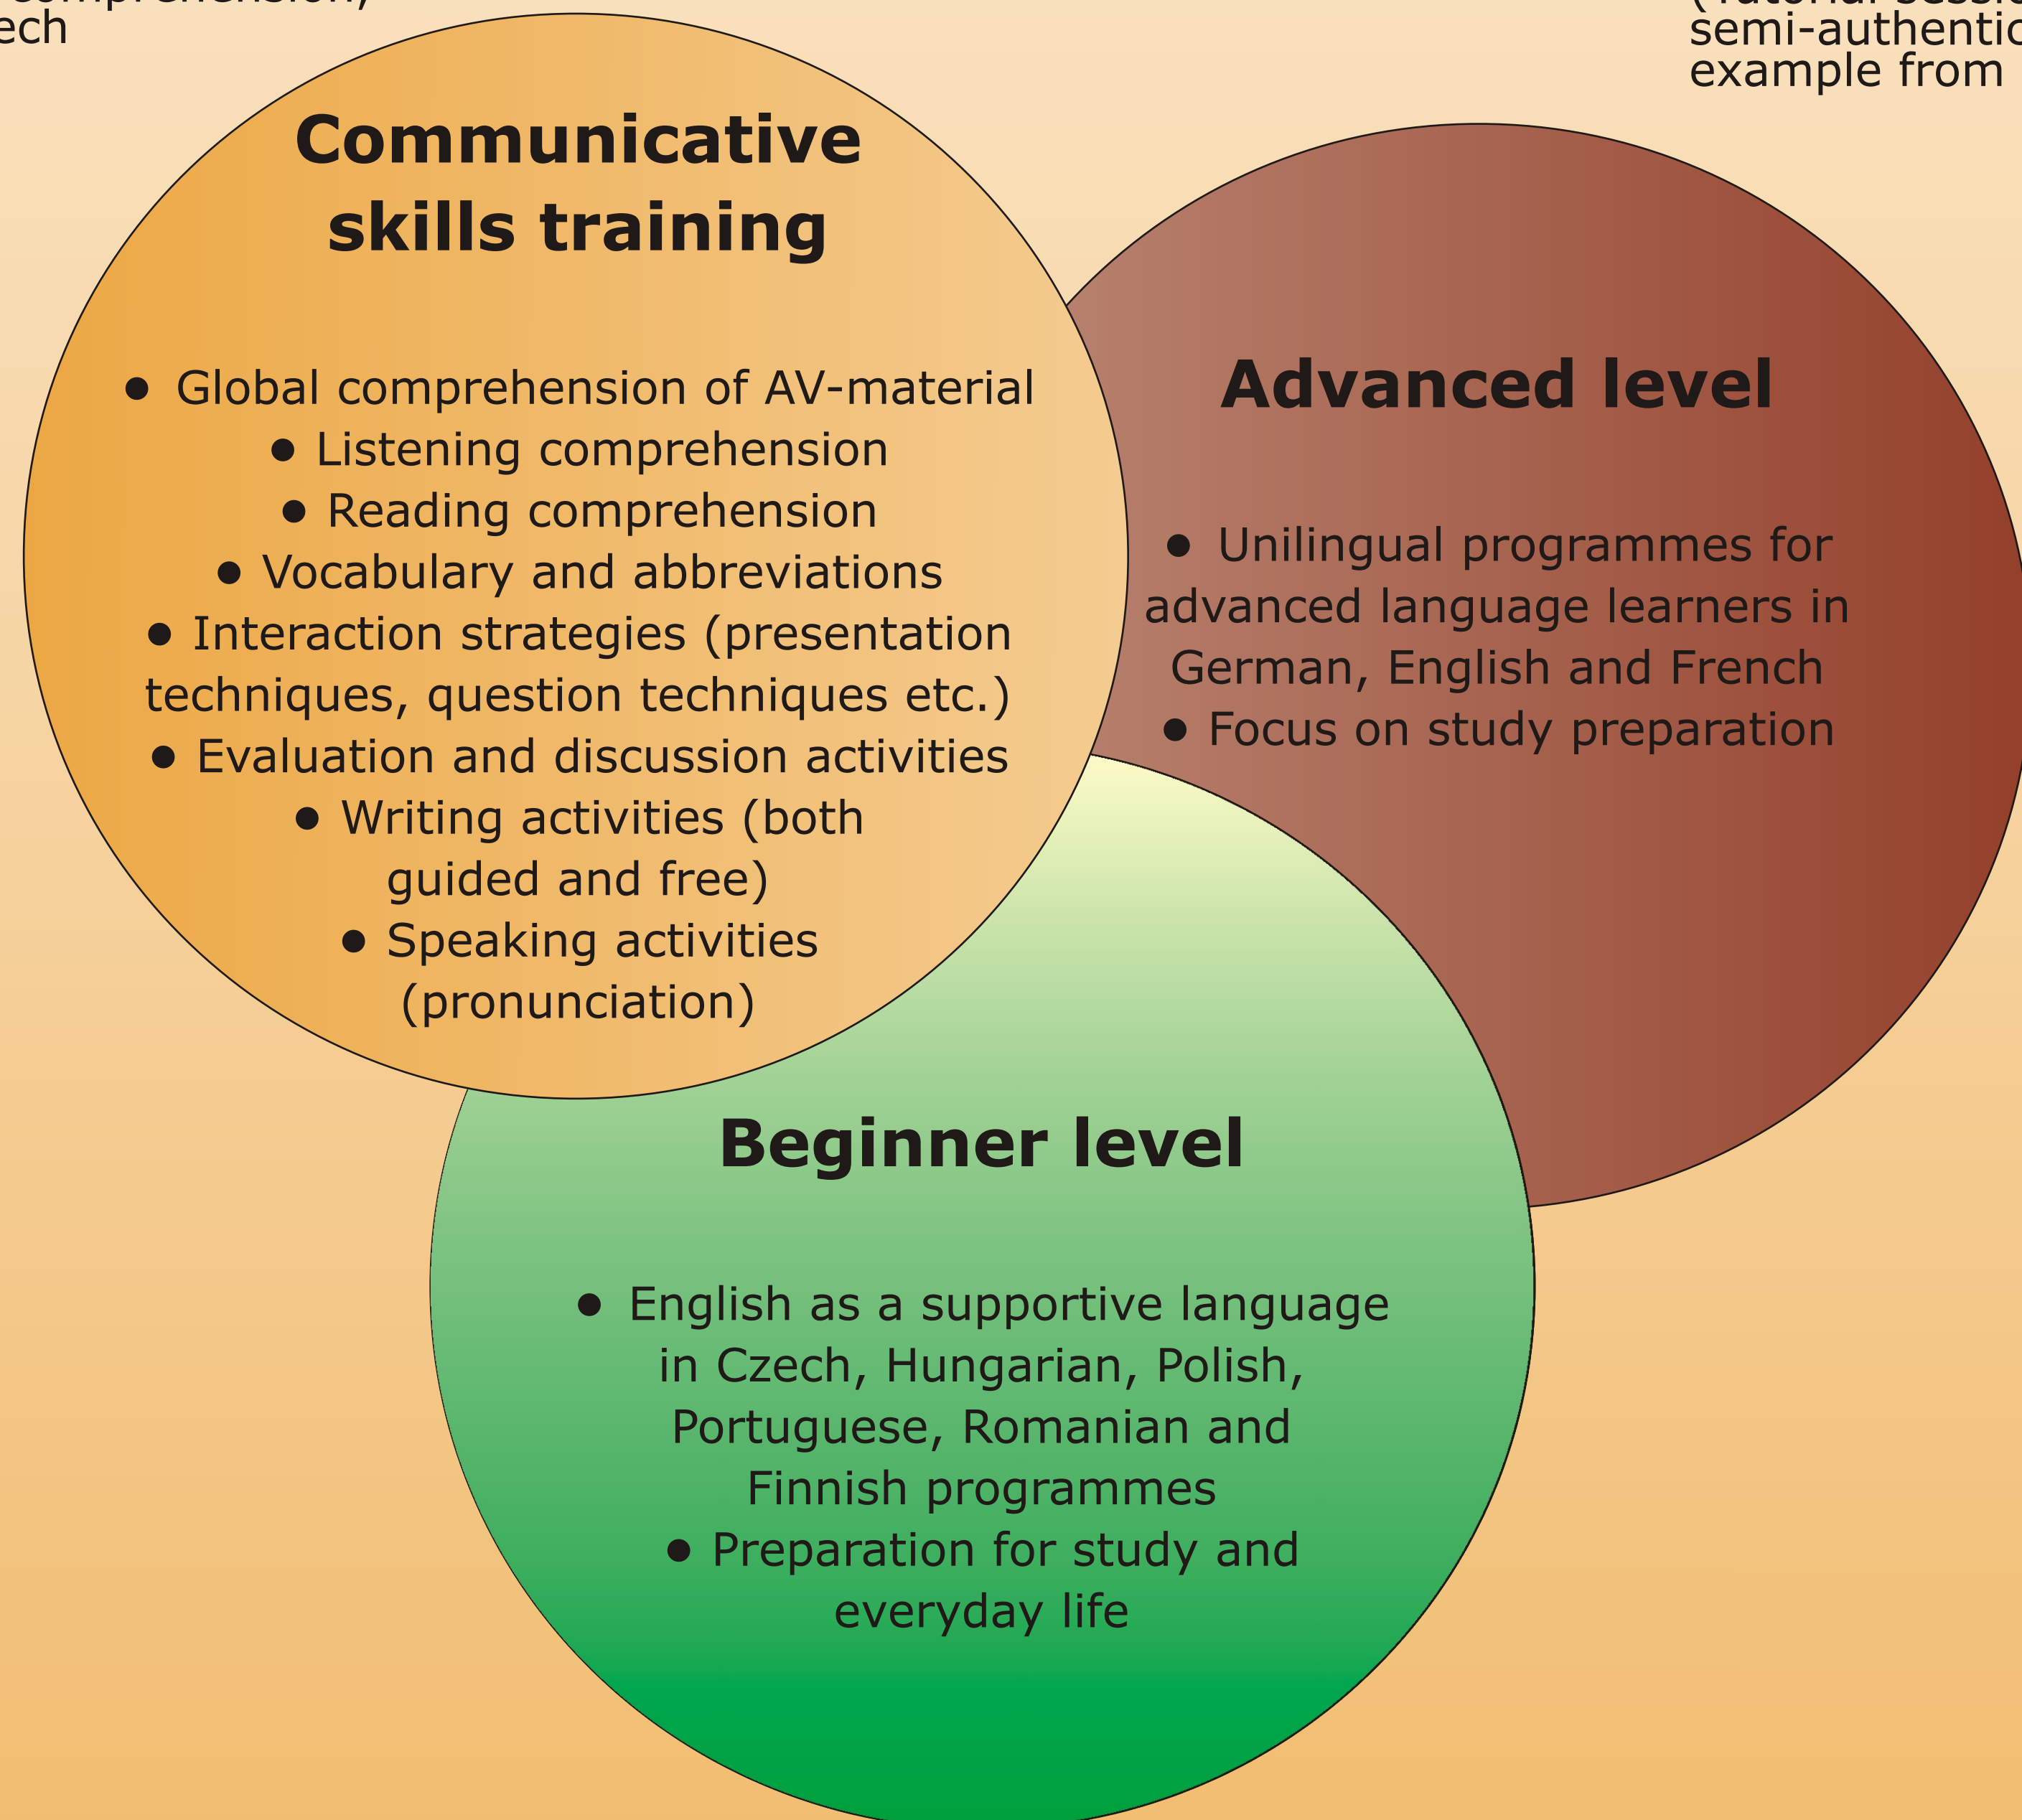 comprehension,
ech
semi-authentic
example from
Communicative
skills training
● Global comprehension of AV-material
● Listening comprehension
● Reading comprehension
● Vocabulary and abbreviations
● Interaction strategies (presentation
techniques, question techniques etc.)
● Evaluation and discussion activities
● Writing activities (both
guided and free)
● Speaking activities
(pronunciation)
Advanced level
● Unilingual programmes for
advanced language learners in
German, English and French
● Focus on study preparation
Beginner level
● English as a supportive language
in Czech, Hungarian, Polish,
Portuguese, Romanian and
Finnish programmes
● Preparation for study and
everyday life